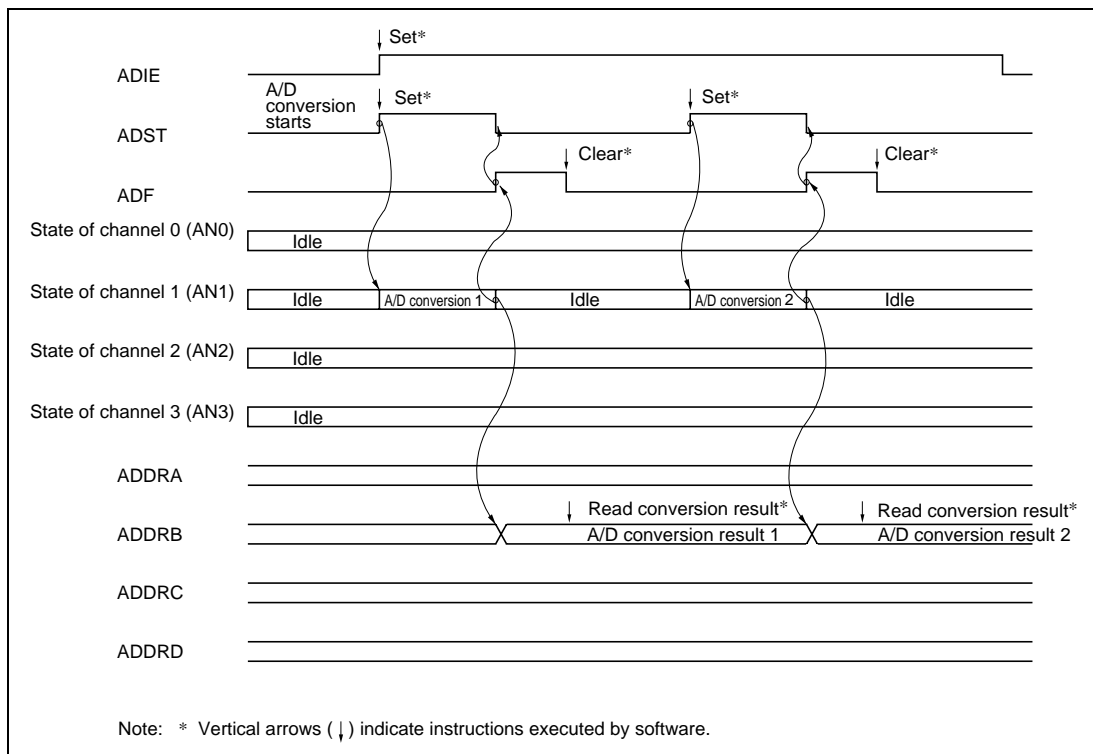 Set*
ADIE
A/D
conversion
starts
Set*
Set*
ADST
Clear*
Clear*
ADF
State of channel 0 (AN0)
Idle
State of channel 1 (AN1)
Idle
A/D conversion 1
Idle
A/D conversion 2
Idle
State of channel 2 (AN2)
Idle
State of channel 3 (AN3)
Idle
ADDRA
Read conversion result*
Read conversion result*
ADDRB
A/D conversion result 1
A/D conversion result 2
ADDRC
ADDRD
Note: * Vertical arrows (↓) indicate instructions executed by software.